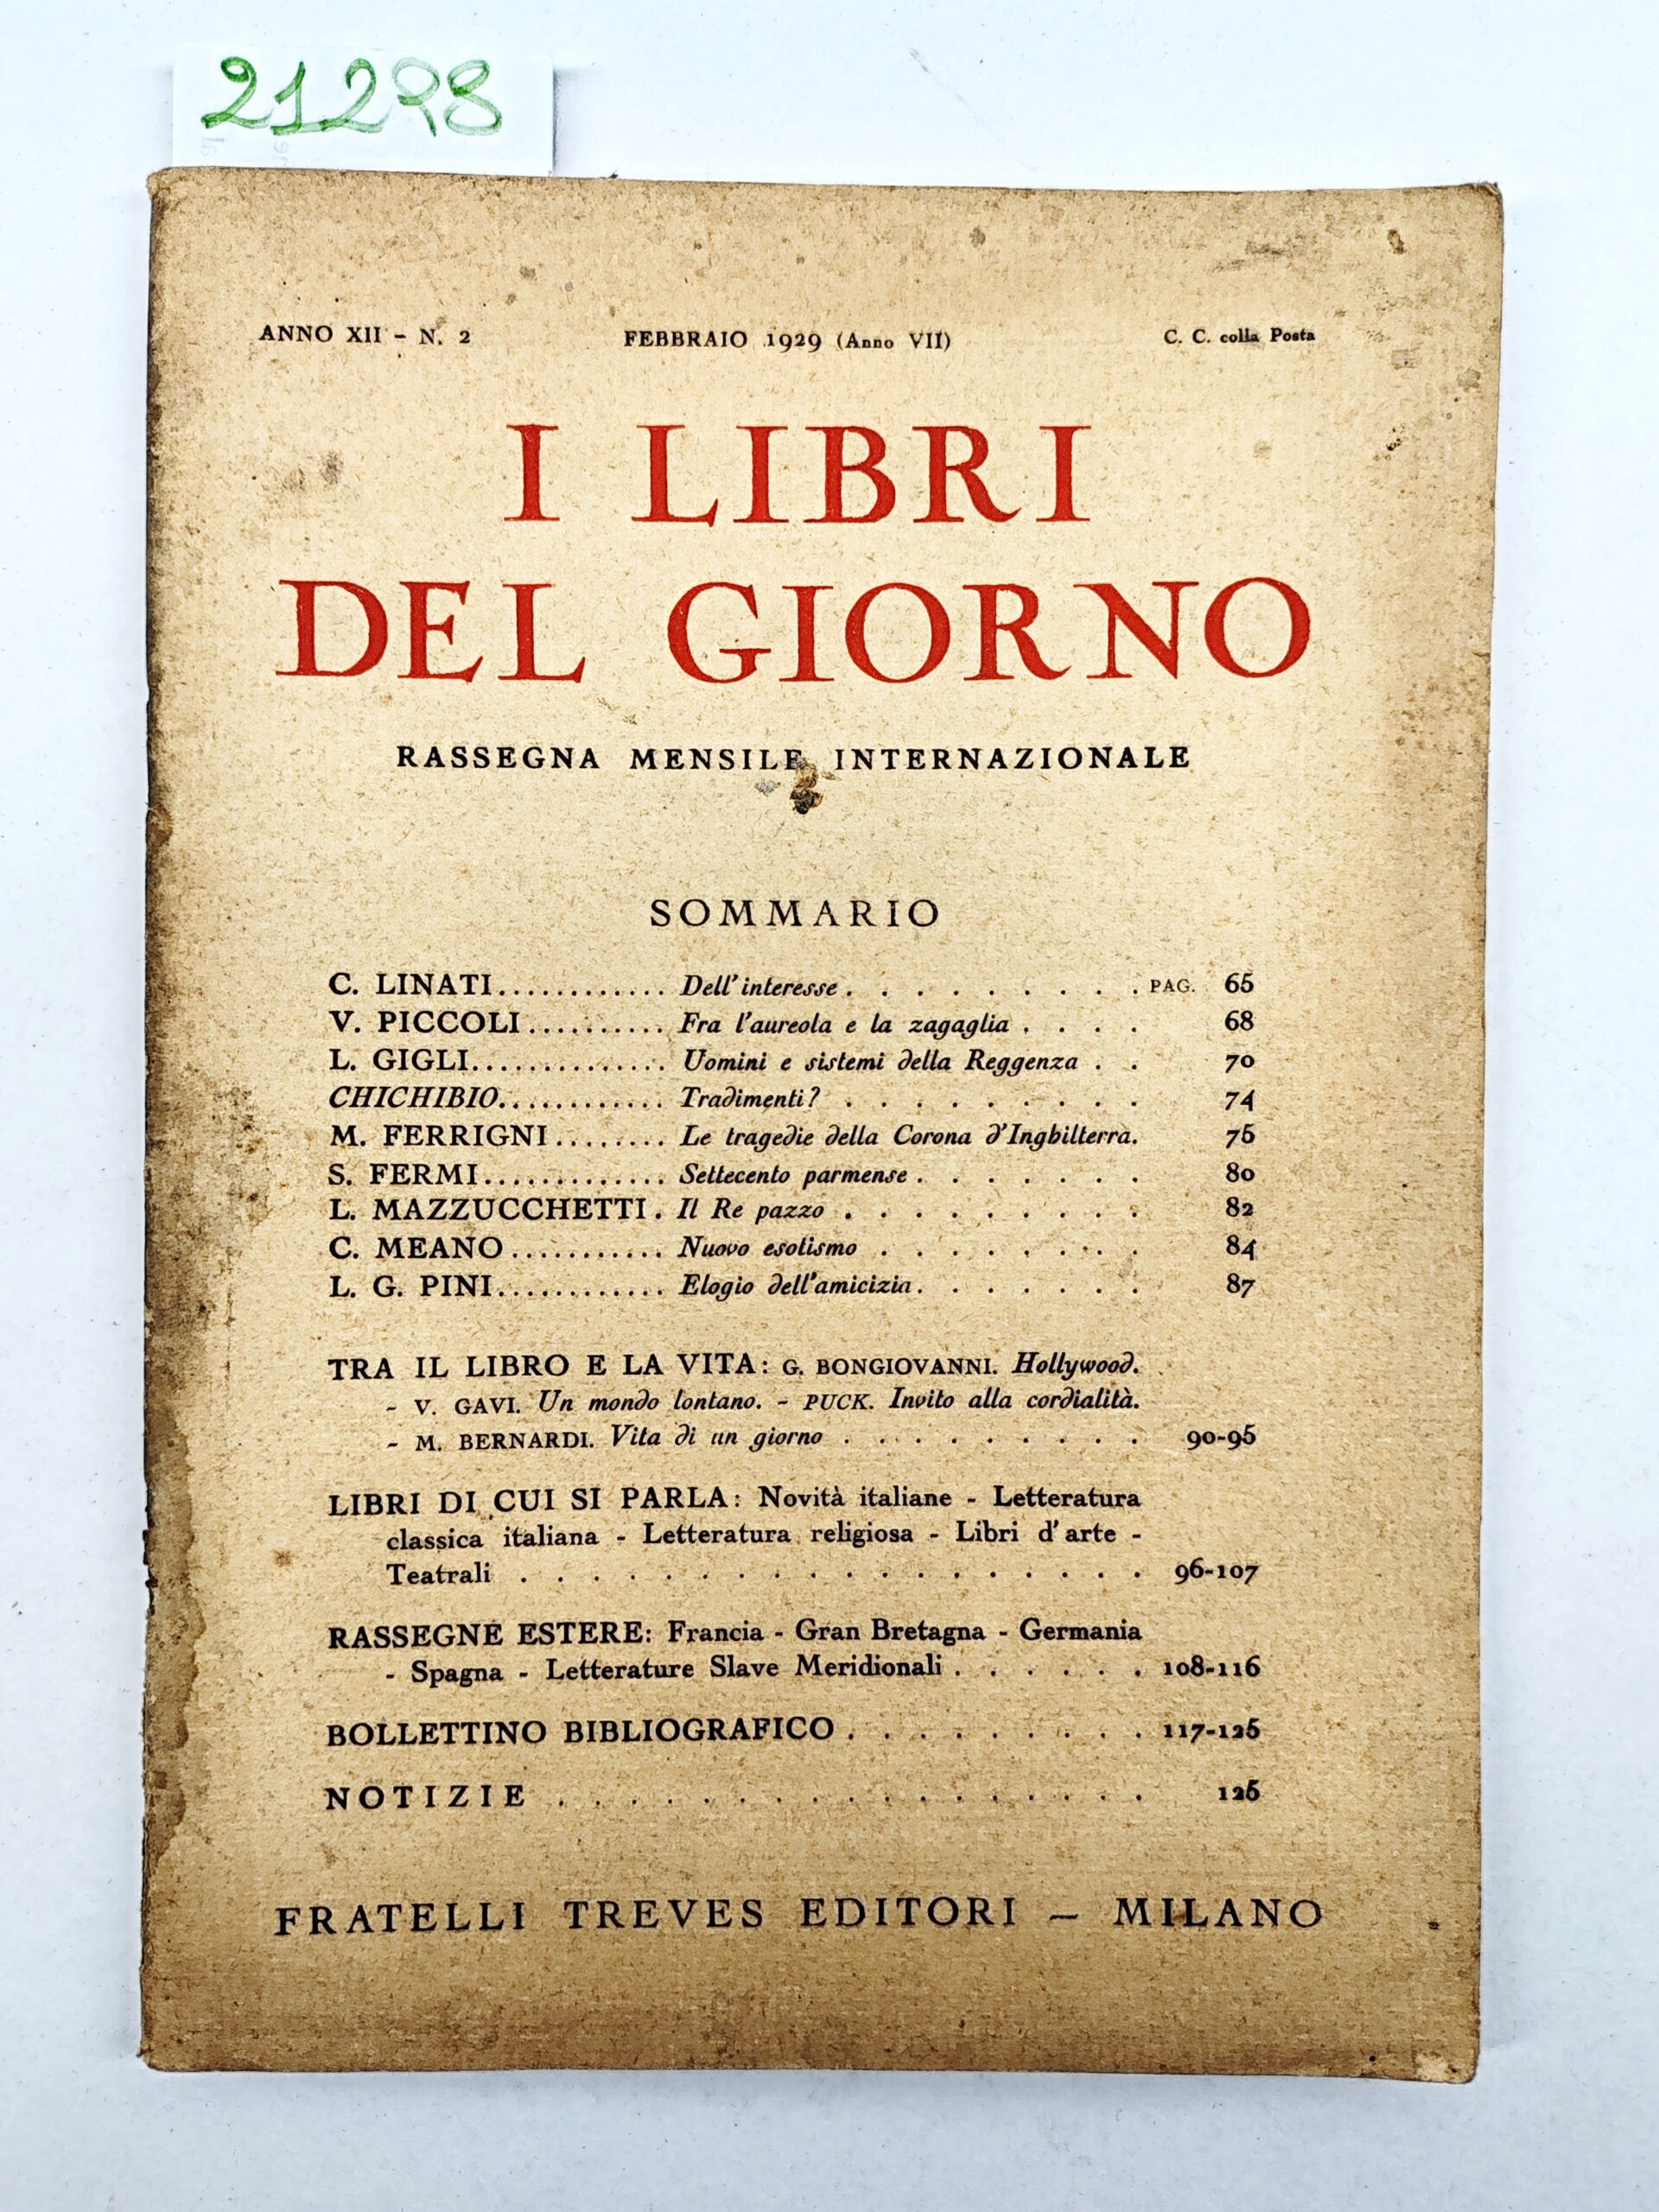 21298
ANNO XII - N. 2 FEBBRAIO 1929 (Anno VII) C. C. colla Posta
I LIBRI
DEL GIORNO
RASSEGNA MENSILE INTERNAZIONALE
SOMMARIO
C. LINATI............ Dell'interesse. . . . . . . . . PAG. 65
V. PICCOLI.......... Fra l'aureola e la zagaglia . . . . 68
L. GIGLI.............. Uomini e sistemi della Reggenza . . 70
CHICHIBIO............ Tradimenti? . . . . . . . . . 74
M. FERRIGNI........ Le tragedie della Corona d'Inghilterra. 76
S. FERMI............. Settecento parmense . . . . . . . 80
L. MAZZUCCHETTI. Il Re pazzo . . . . . . . . . 82
C. MEANO........... Nuovo esotismo . . . . . . . . 84
L. G. PINI............ Elogio dell'amicizia. . . . . . . 87
TRA IL LIBRO E LA VITA: G. BONGIOVANNI. Hollywood.
- V. GAVI. Un mondo lontano. - PUCK. Invito alla cordialità.
- M. BERNARDI. Vita di un giorno . . . . . . . . . 90-95
LIBRI DI CUI SI PARLA: Novità italiane - Letteratura
classica italiana - Letteratura religiosa - Libri d'arte -
Teatrali . . . . . . . . . . . . . . . . . . 96-107
RASSEGNE ESTERE: Francia - Gran Bretagna - Germania
- Spagna - Letterature Slave Meridionali . . . . . . 108-116
BOLLETTINO BIBLIOGRAFICO . . . . . . . . . 117-126
NOTIZIE . . . . . . . . . . . . . . . . . 126
FRATELLI TREVES EDITORI - MILANO